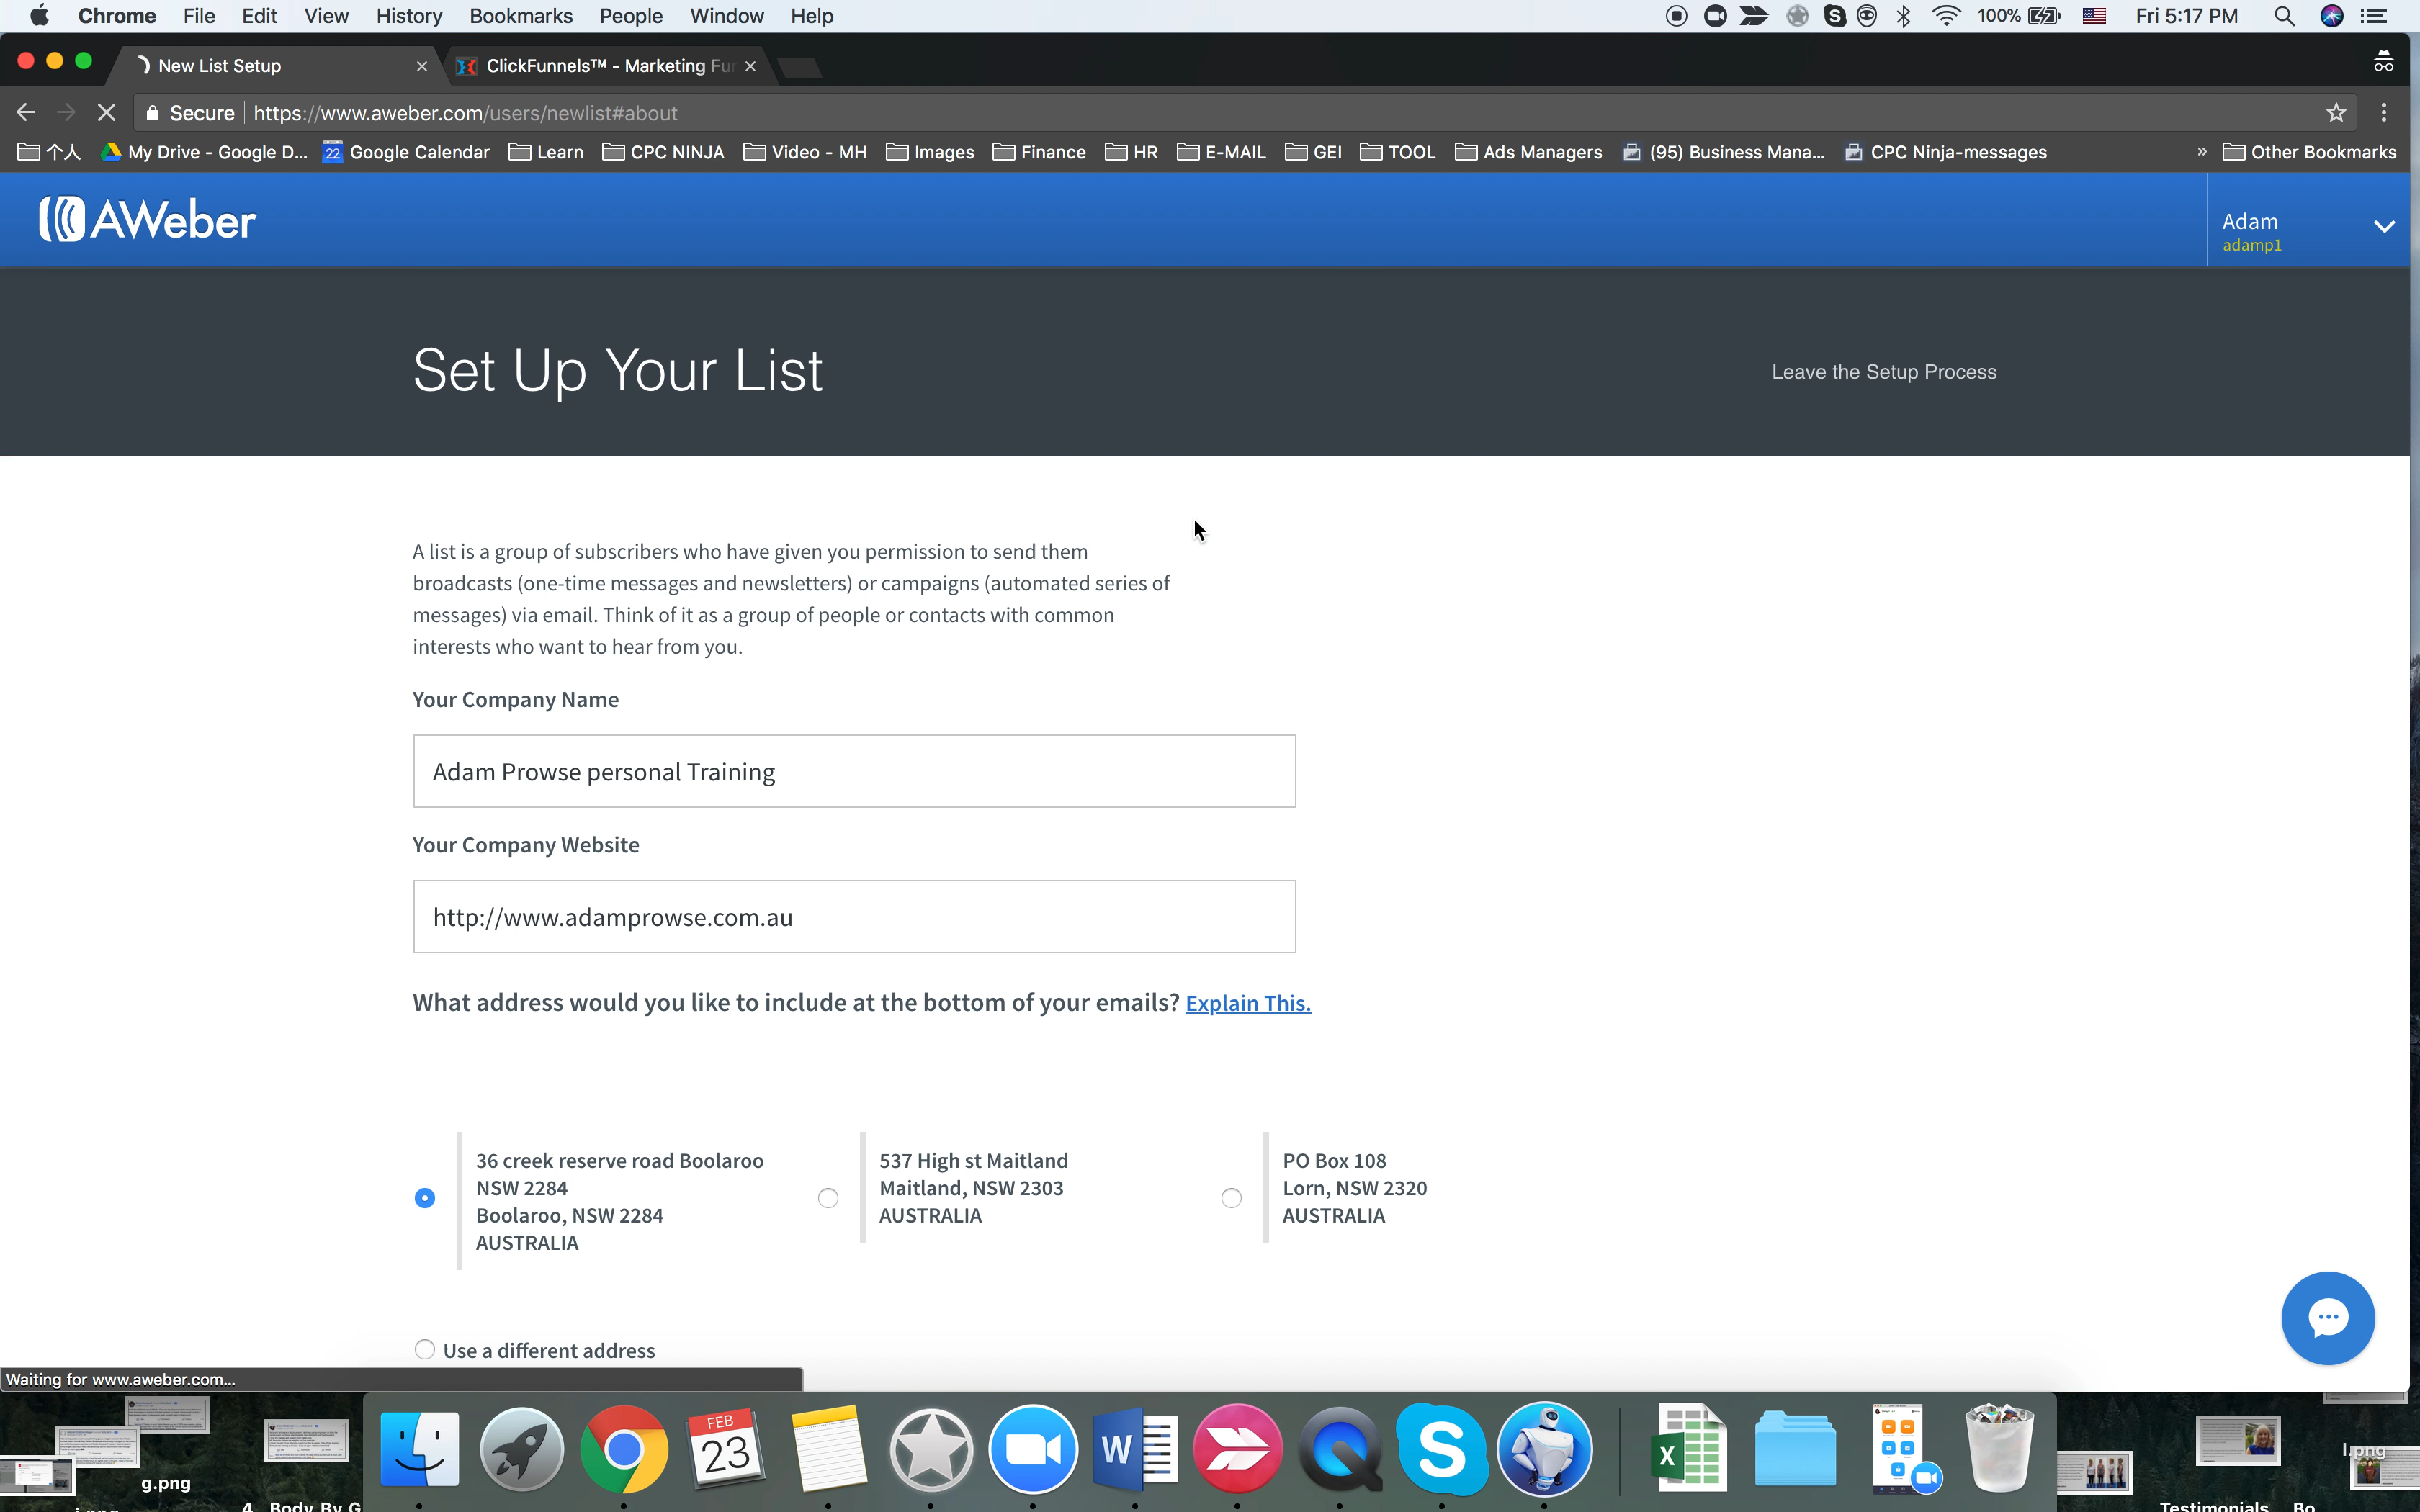 Chrome File Edit View History Bookmarks People Window Help 100% Fri 5:17 PM
New List Setup ClickFunnels™ - Marketing Fur
Secure https://www.aweber.com/users/newlist#about
个人 My Drive - Google D... 22 Google Calendar Learn CPC NINJA Video - MH Images Finance HR E-MAIL GEI TOOL Ads Managers (95) Business Mana... CPC Ninja-messages » Other Bookmarks
AWeber
Adam
adamp1
Set Up Your List
Leave the Setup Process
A list is a group of subscribers who have given you permission to send them
broadcasts (one-time messages and newsletters) or campaigns (automated series of
messages) via email. Think of it as a group of people or contacts with common
interests who want to hear from you.
Your Company Name
Adam Prowse personal Training
Your Company Website
http://www.adamprowse.com.au
What address would you like to include at the bottom of your emails? Explain This.
36 creek reserve road Boolaroo
NSW 2284
Boolaroo, NSW 2284
AUSTRALIA
537 High st Maitland
Maitland, NSW 2303
AUSTRALIA
PO Box 108
Lorn, NSW 2320
AUSTRALIA
Use a different address
Waiting for www.aweber.com...
FEB
23
W
S
X
g.png
l.png
4 Body By G
Testimonials Bo